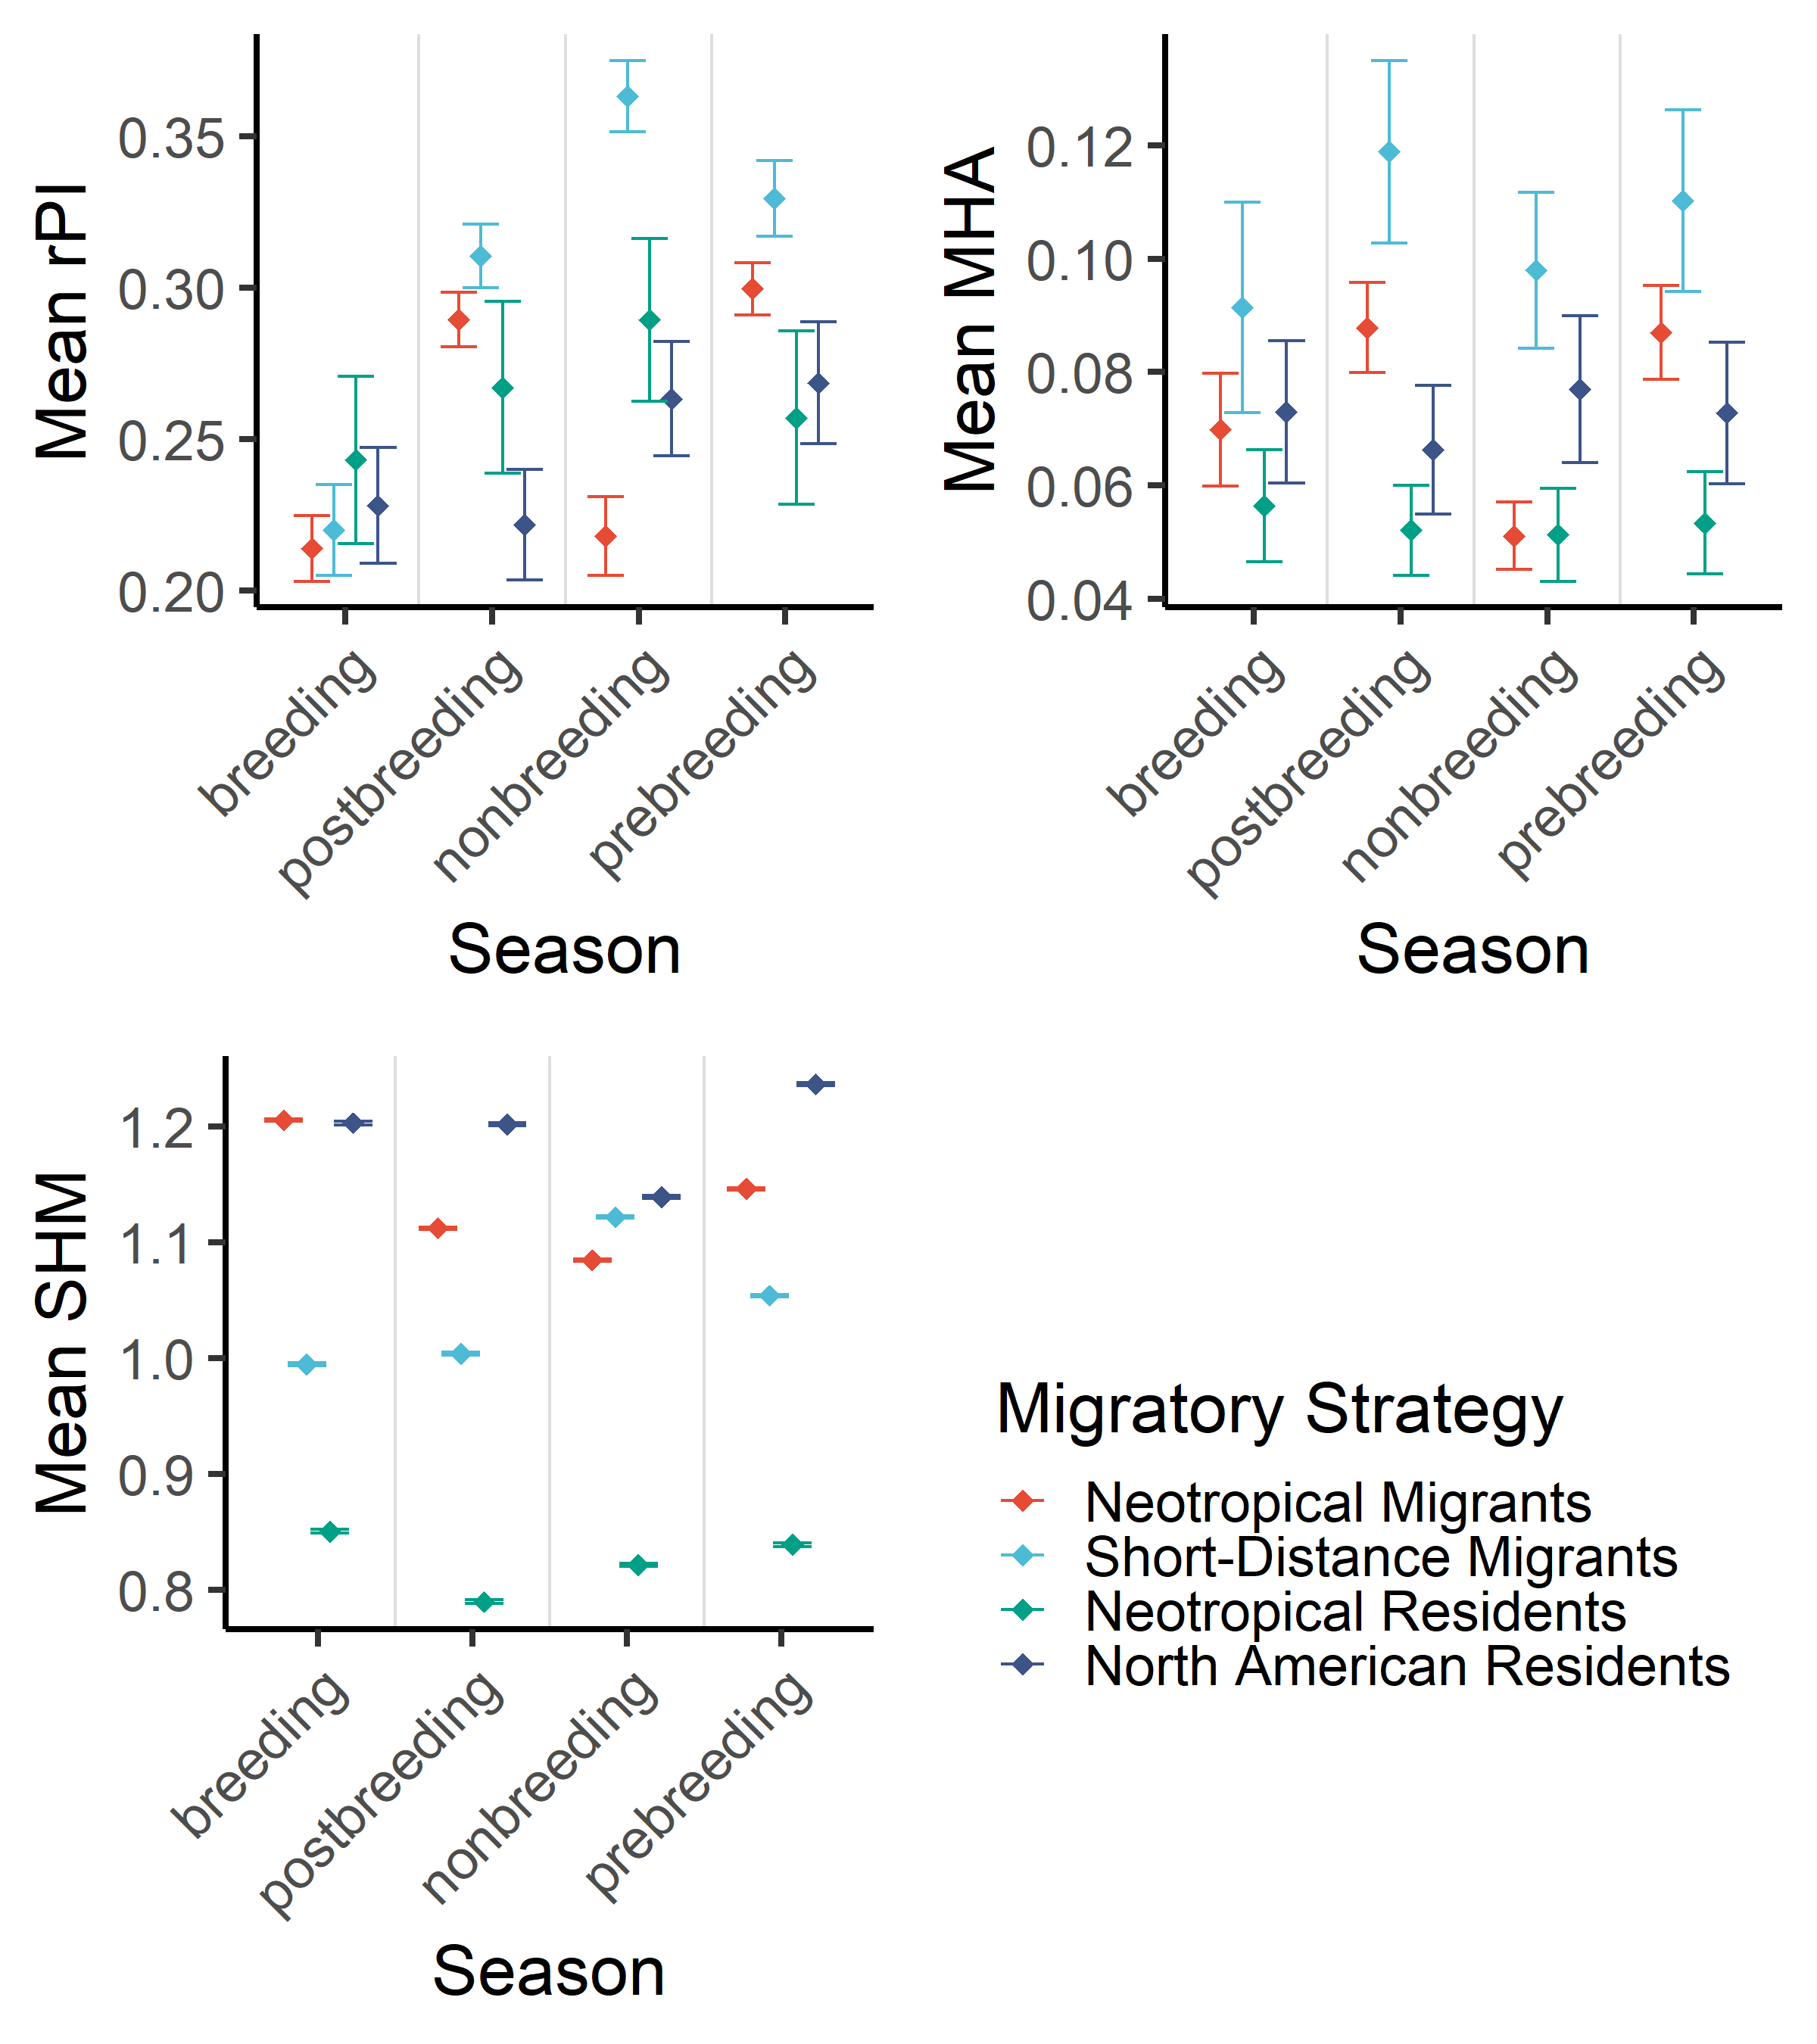 Mean rPI
0.35
0.30
0.25
0.20
breeding
postbreeding
nonbreeding
prebreeding
Season
Mean MHA
0.12
0.10
0.08
0.06
0.04
breeding
postbreeding
nonbreeding
prebreeding
Season
Mean SHM
1.2
1.1
1.0
0.9
0.8
breeding
postbreeding
nonbreeding
prebreeding
Season
Migratory Strategy
Neotropical Migrants
Short-Distance Migrants
Neotropical Residents
North American Residents